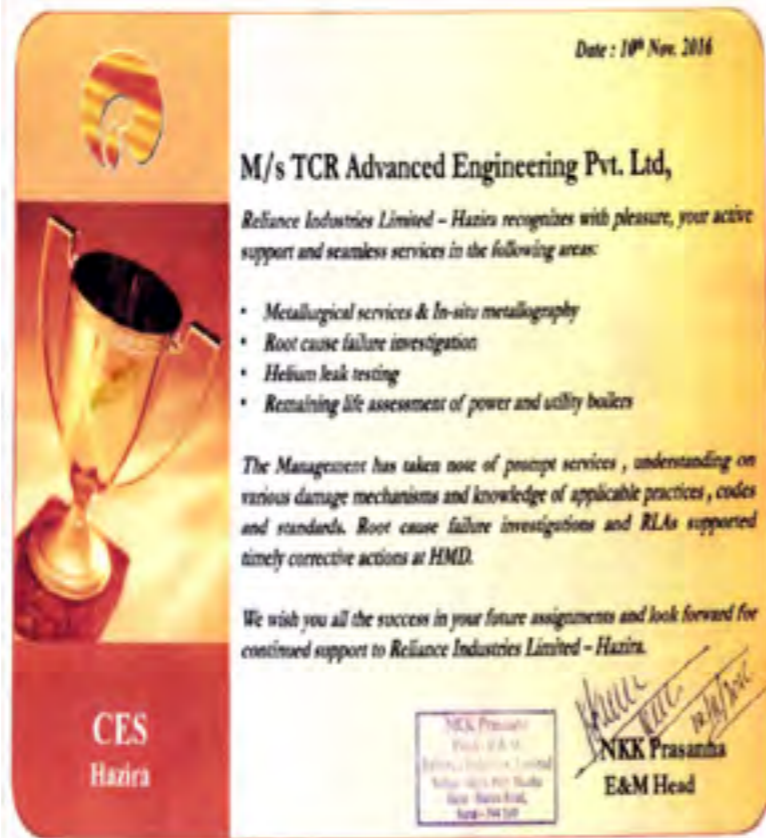 Date : 10th Nov. 2016
M/s TCR Advanced Engineering Pvt. Ltd,
Reliance Industries Limited – Hazira recognizes with pleasure, your active
support and seamless services in the following areas:
• Metallurgical services & In-situ metallography
• Root cause failure investigation
• Helium leak testing
• Remaining life assessment of power and utility boilers
The Management has taken note of prompt services , understanding on
various damage mechanisms and knowledge of applicable practices , codes
and standards. Root cause failure investigations and RLAs supported
timely corrective actions at HMD.
We wish you all the success in your future assignments and look forward for
continued support to Reliance Industries Limited – Hazira.
CES
Hazira
NKK Prasanna
Limited
NKK Prasanha
E&M Head